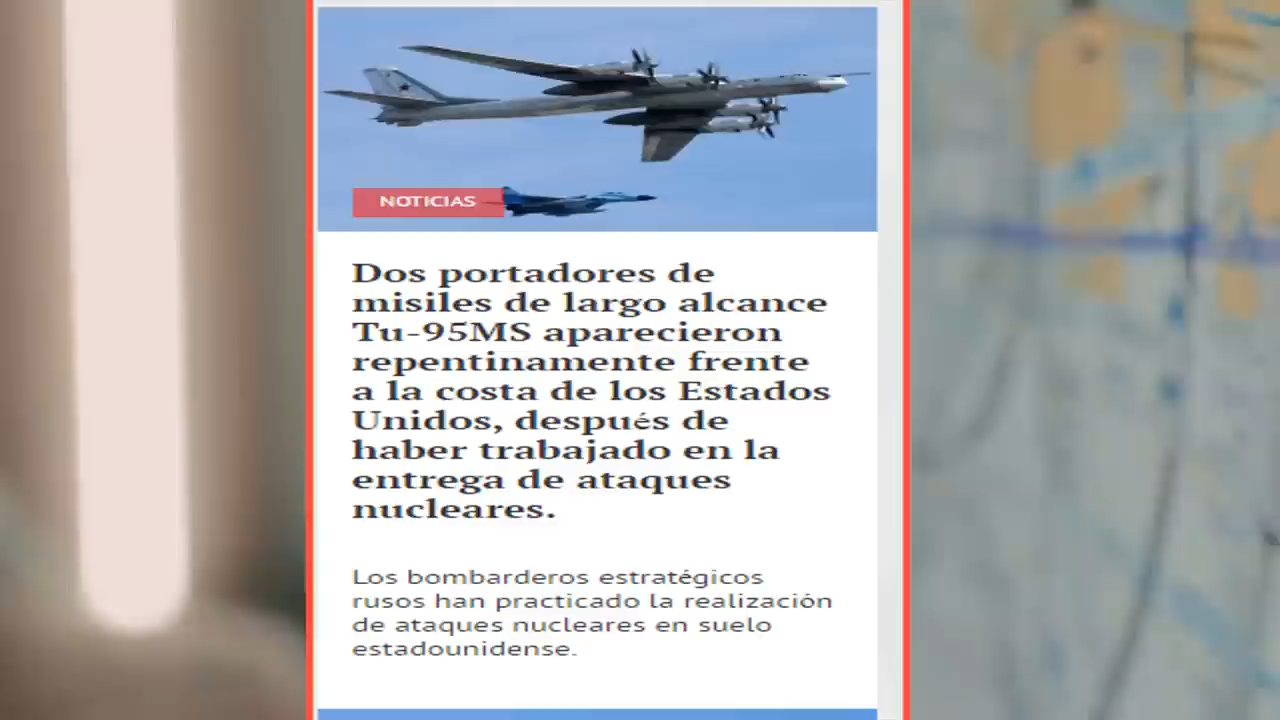 NOTICIAS
Dos portadores de
misiles de largo alcance
Tu-95MS aparecieron
repentinamente frente
a la costa de los Estados
Unidos, después de
haber trabajado en la
entrega de ataques
nucleares.
Los bombarderos estratégicos
rusos han practicado la realización
de ataques nucleares en suelo
estadounidense.